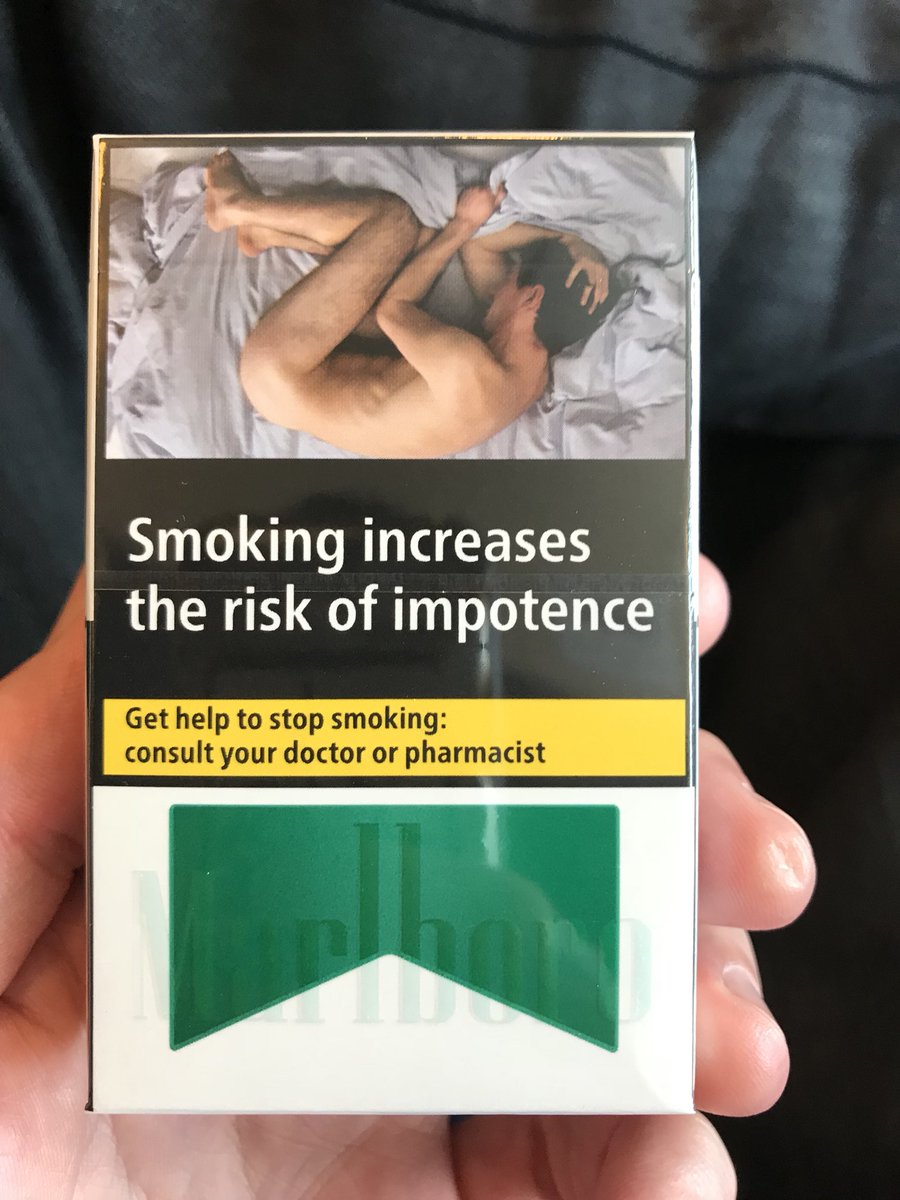 Smoking increases
the risk of impotence
Get help to stop smoking:
consult your doctor or pharmacist
Marlboro